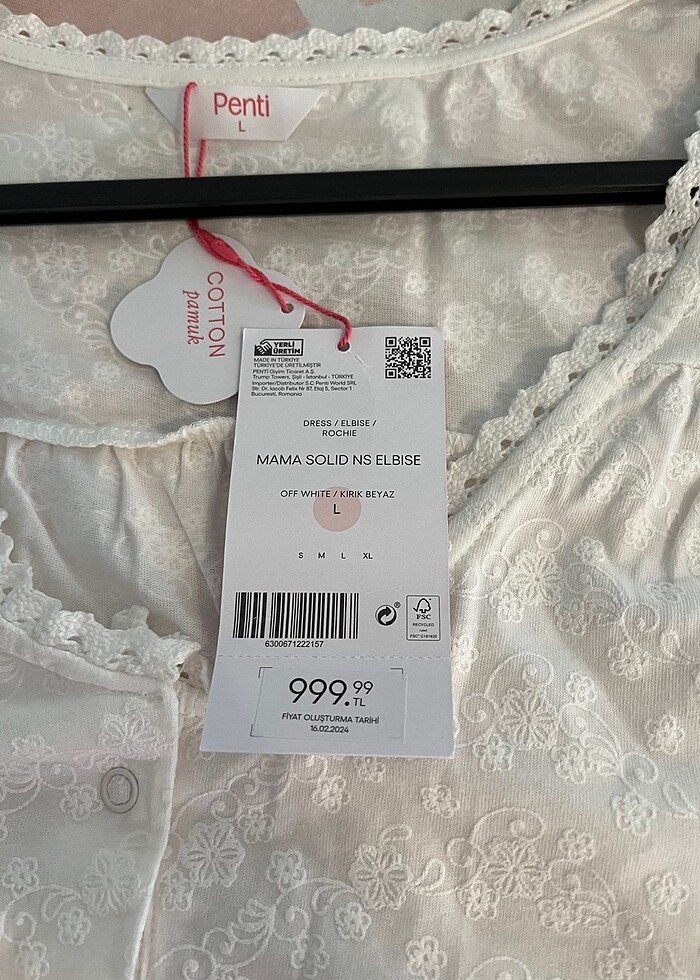 Penti
L
COTTON
pamuk
YERLİ
ÜRETİM
MADE IN TÜRKİYE
TÜRKİYE'DE ÜRETİLMİŞTİR
PENTİ Giyim Ticaret A.Ş.
Trump Towers, Şişli - İstanbul - TÜRKİYE
Importer/Distributor S.C Penti World SRL
Str. Dr. Iacob Felix Nr 87, Etaj 5, Sector 1
Bucuresti, Romania
DRESS / ELBISE /
ROCHIE
MAMA SOLID NS ELBISE
OFF WHITE / KIRIK BEYAZ
L
S M L XL
6300671222157
FSC
RECYCLED
999.99
TL
FİYAT OLUŞTURMA TARİHİ
16.02.2024